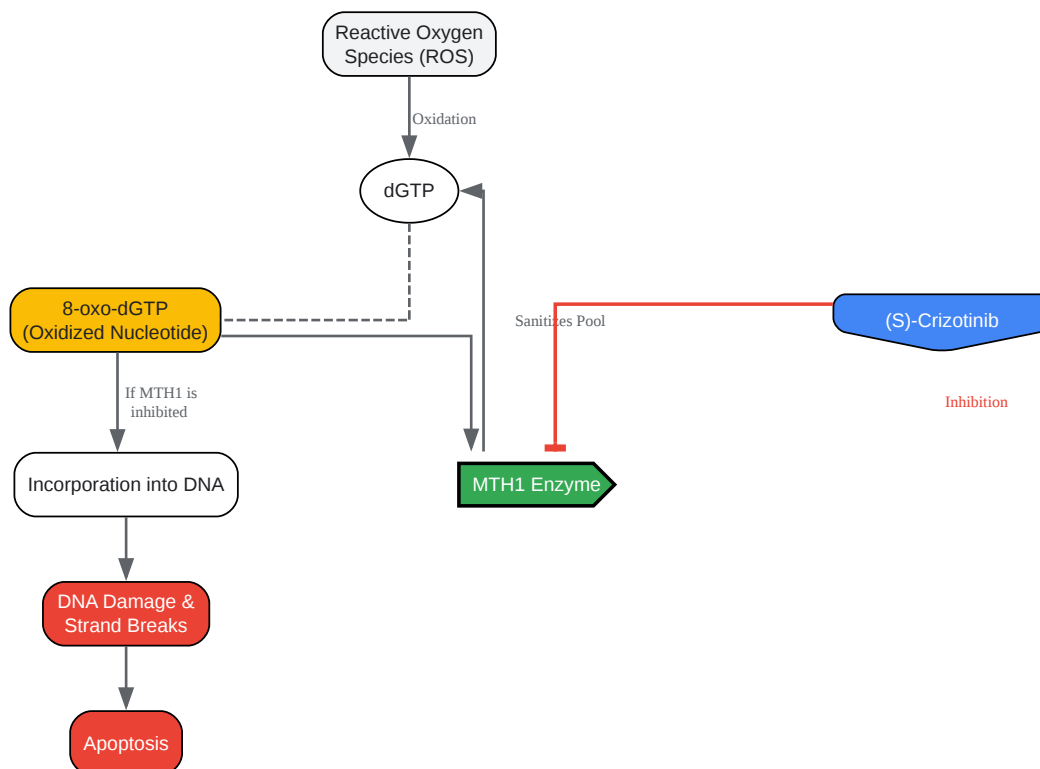 Reactive Oxygen
Species (ROS)
Oxidation
dGTP
8-oxo-dGTP
(Oxidized Nucleotide)
Sanitizes Pool
(S)-Crizotinib
If MTH1 is
inhibited
Inhibition
Incorporation into DNA
MTH1 Enzyme
DNA Damage &
Strand Breaks
Apoptosis